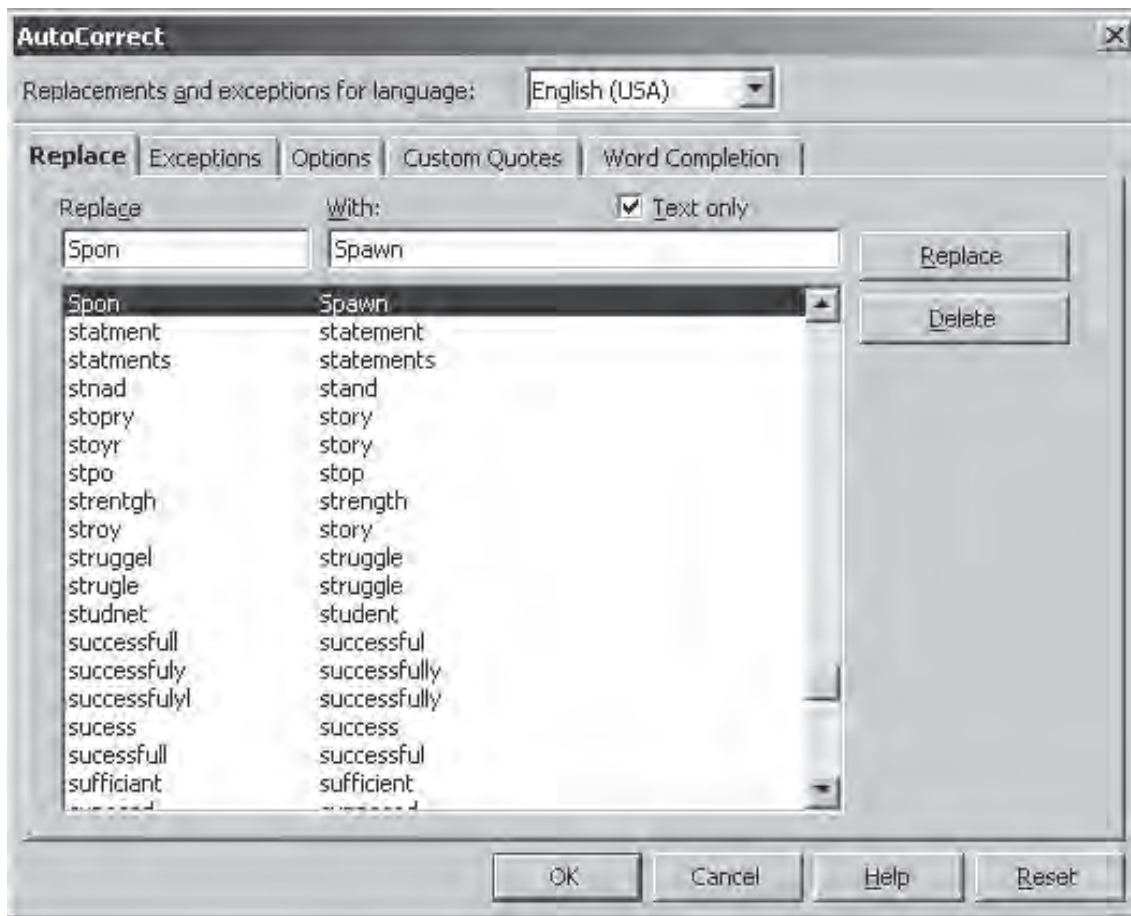 AutoCorrect
Replacements and exceptions for language: English (USA)
Replace Exceptions Options Custom Quotes Word Completion
Replace With: Text only
Spon Spawn Replace
Spon Spawn
Delete
statment statement
statments statements
stnad stand
stopry story
stoyr story
stpo stop
strentgh strength
stroy story
struggel struggle
strugle struggle
studnet student
successfull successful
successfuly successfully
successfulyl successfully
sucess success
sucessfull successful
sufficiant sufficient
OK Cancel Help Reset